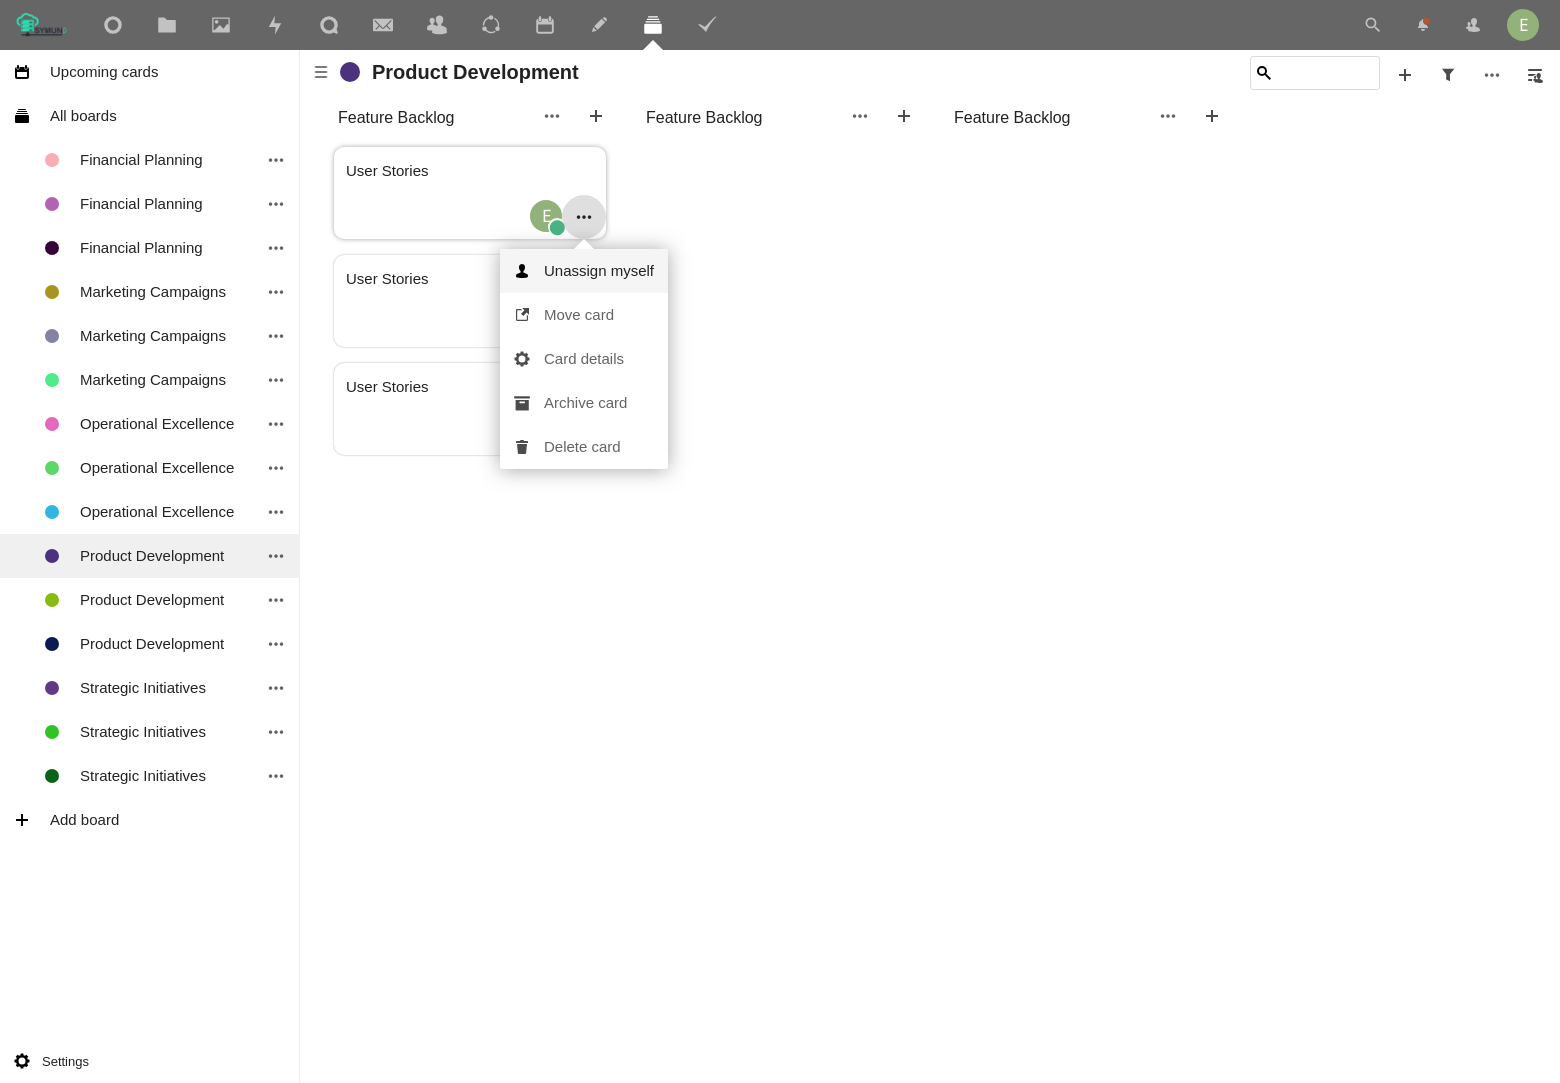 E
Upcoming cards
All boards
Financial Planning
Financial Planning
Financial Planning
Marketing Campaigns
Marketing Campaigns
Marketing Campaigns
Operational Excellence
Operational Excellence
Operational Excellence
Product Development
Product Development
Product Development
Strategic Initiatives
Strategic Initiatives
Strategic Initiatives
Add board
Settings
Product Development
Feature Backlog
Feature Backlog
Feature Backlog
User Stories
E
User Stories
User Stories
Unassign myself
Move card
Card details
Archive card
Delete card